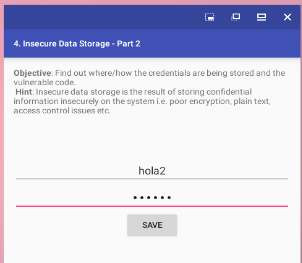 4. Insecure Data Storage - Part 2
Objective: Find out where/how the credentials are being stored and the
vulnerable code.
Hint: Insecure data storage is the result of storing confidential
information insecurely on the system i.e. poor encryption, plain text,
access control issues etc.
hola2
••••••
SAVE